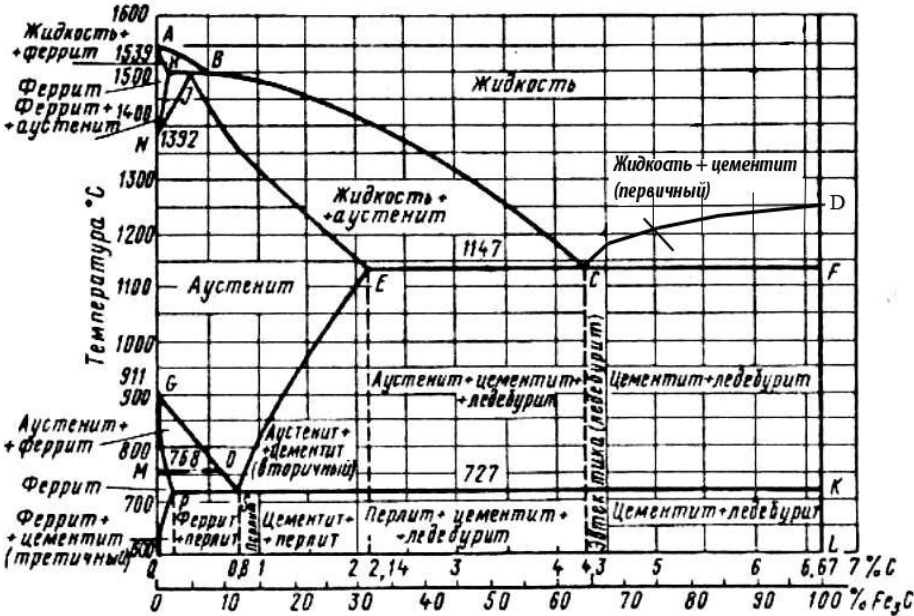 1600
A
Жидкость+
+феррит
1539
Н
B
1500
Жидкость
Феррит
J
Феррит+
+аустенит
1400
N
1392
1300
Жидкость + цементит
(первичный)
Жидкость+
+аустенит
D
Температура °С
1200
1147
E
C
F
1100
Аустенит
1000
911
900
G
Аустенит+цементит+
+ледебурит
Эвтектика (ледебурит)
Цементит+ледебурит
Аустенит+
+феррит
Аустенит+
+цементит
(вторичный)
800
M
768
О
727
K
Феррит
700
P
Феррит+
+цементит
(третичный)
Феррит
+перлит
Перлит
Цементит+
+перлит
Перлит+цементит+
+ледебурит
Цементит+ледебурит
600
L
Q
0,8
1
2
2,14
3
4
4,3
5
6
6,67
7 %C
0
10
20
30
40
50
60
70
80
90
100
% Fe3C